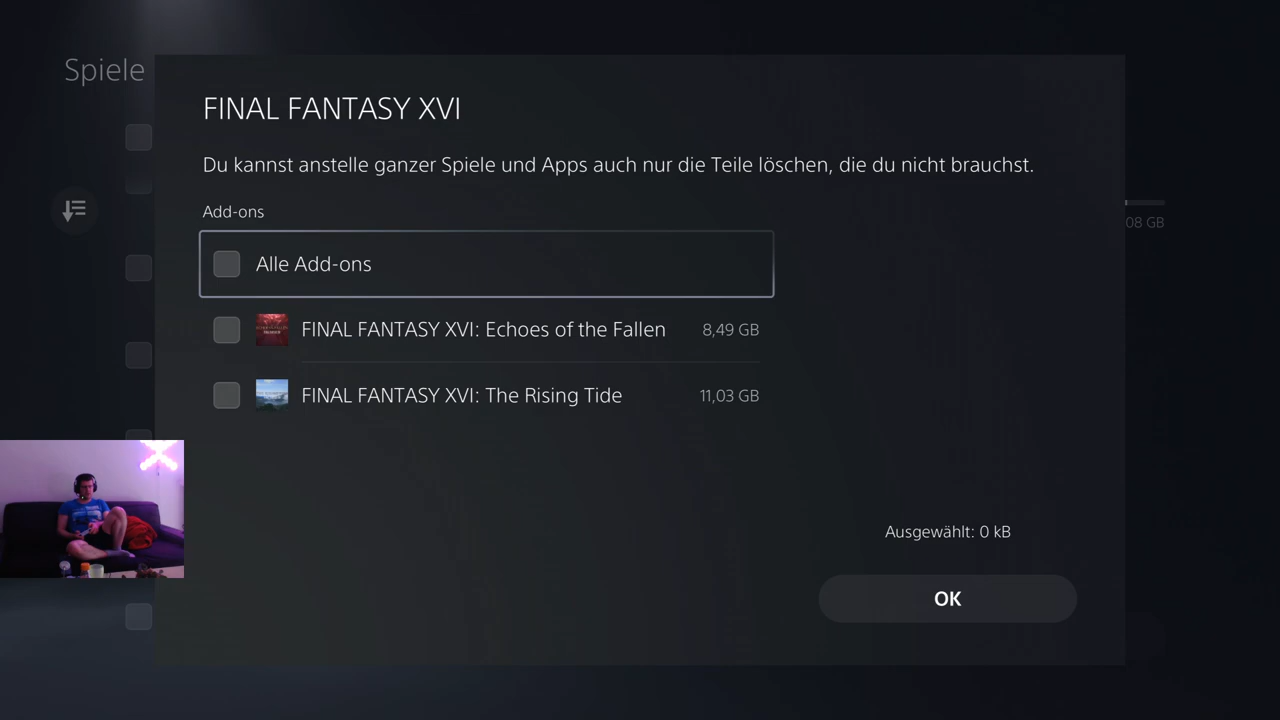 Spiele
FINAL FANTASY XVI
Du kannst anstelle ganzer Spiele und Apps auch nur die Teile löschen, die du nicht brauchst.
Add-ons
08 GB
Alle Add-ons
FINAL FANTASY XVI: Echoes of the Fallen 8,49 GB
FINAL FANTASY XVI: The Rising Tide 11,03 GB
Ausgewählt: 0 kB
OK